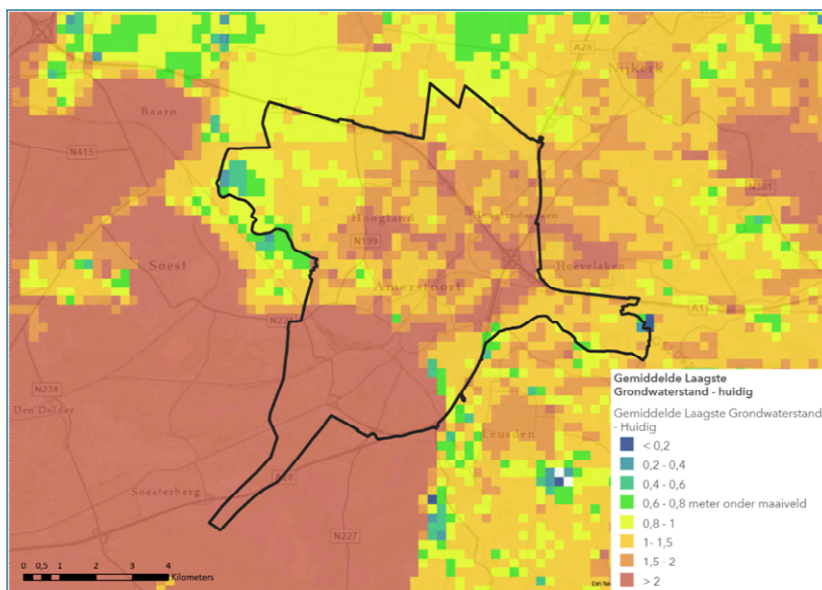 A28
Nijkerk
Baarn
N415
N301
Hoogland
N199
Soest
Hoevelaken
Amersfoort
A1
N221
N238
Den Dolder
Leusden
A28
Soesterberg
N227
Gemiddelde Laagste
Grondwaterstand - huidig
Gemiddelde Laagste Grondwaterstand
- Huidig
< 0,2
0,2 - 0,4
0,4 - 0,6
0,6 - 0,8 meter onder maaiveld
0,8 - 1
1- 1,5
1,5 - 2
> 2
0 0,5 1 2 3 4
Kilometers